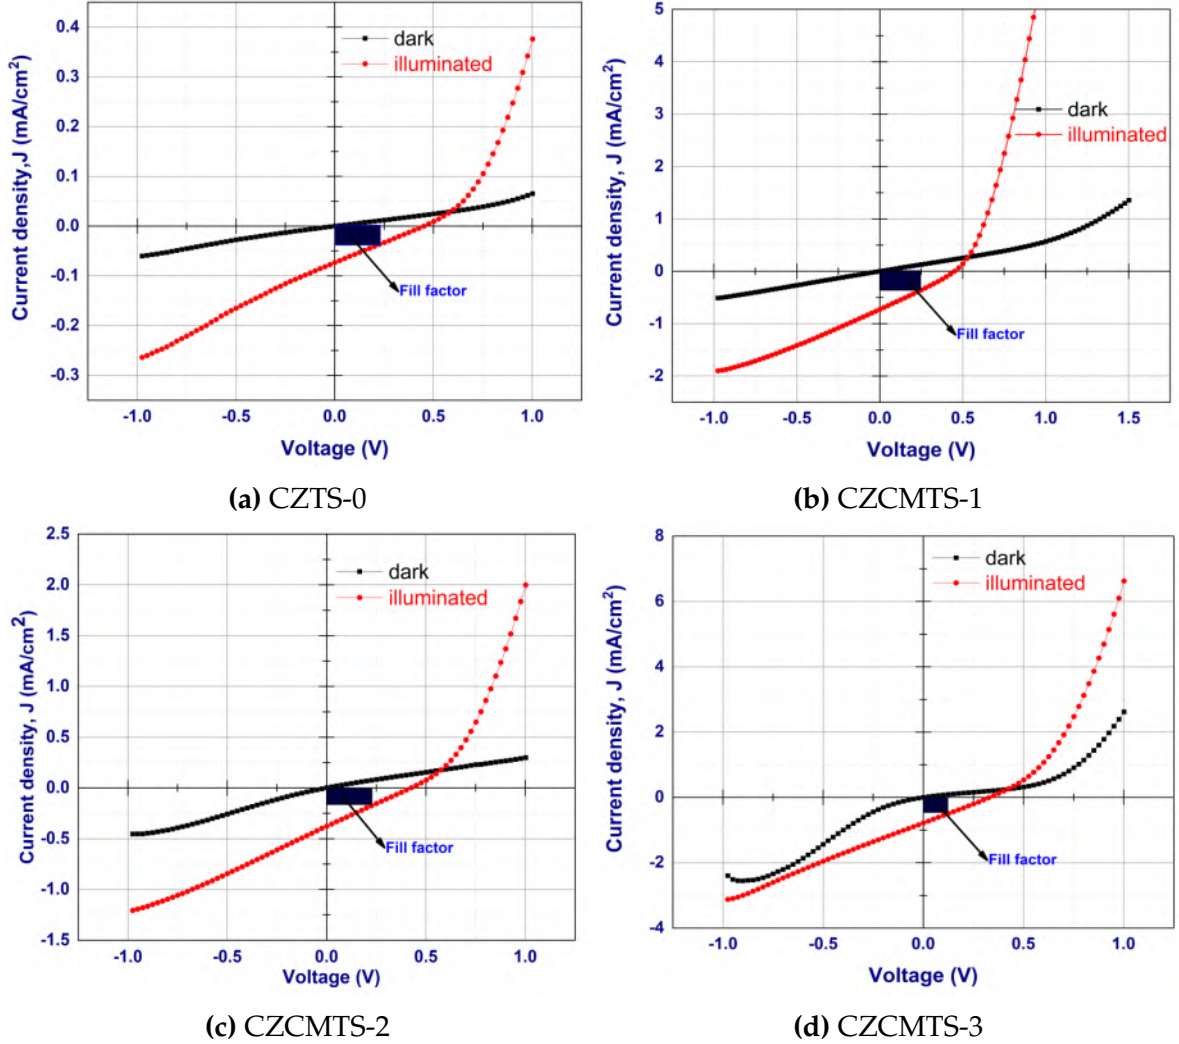 0.4
0.3
0.2
0.1
0.0
-0.1
-0.2
-0.3
Current density,J (mA/cm²)
dark
illuminated
Fill factor
-1.0 -0.5 0.0 0.5 1.0
Voltage (V)
(a) CZTS-0
5
4
3
2
1
0
-1
-2
Current density, J (mA/cm²)
dark
illuminated
Fill factor
-1.0 -0.5 0.0 0.5 1.0 1.5
Voltage (V)
(b) CZCMTS-1
2.5
2.0
1.5
1.0
0.5
0.0
-0.5
-1.0
-1.5
Current density, J (mA/cm²)
dark
illuminated
Fill factor
-1.0 -0.5 0.0 0.5 1.0
Voltage (V)
(c) CZCMTS-2
8
6
4
2
0
-2
-4
Current density, J (mA/cm²)
dark
illuminated
Fill factor
-1.0 -0.5 0.0 0.5 1.0
Voltage (V)
(d) CZCMTS-3